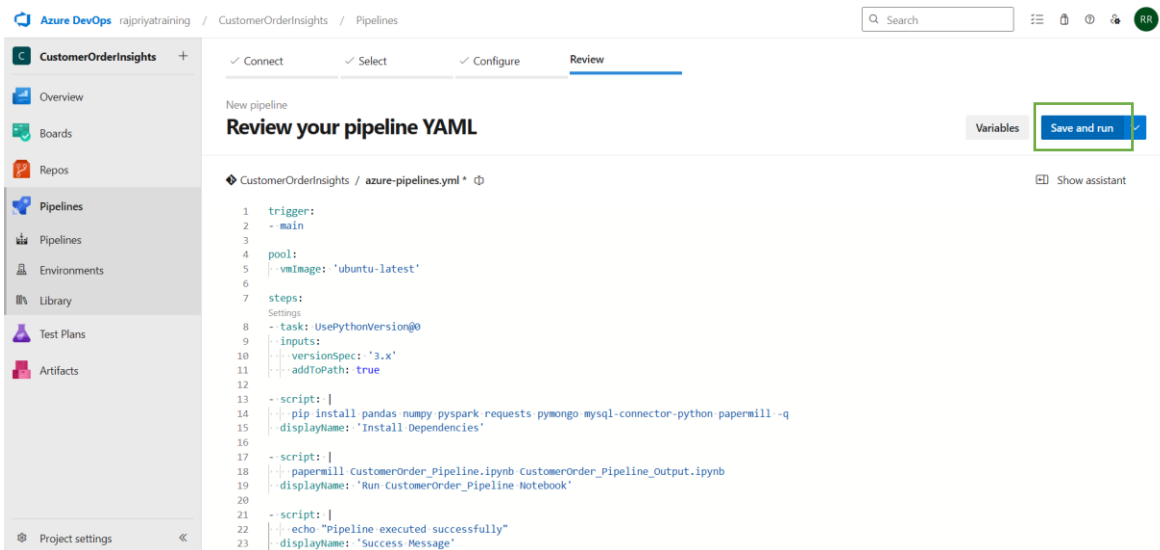 Azure DevOps rajpriyatraining / CustomerOrderInsights / Pipelines
Search
RR
C CustomerOrderInsights +
Overview
Boards
Repos
Pipelines
Pipelines
Environments
Library
Test Plans
Artifacts
Project settings
Connect
Select
Configure
Review
New pipeline
Review your pipeline YAML
Variables
Save and run
CustomerOrderInsights / azure-pipelines.yml *
Show assistant
1 trigger:
2 - main
3
4 pool:
5   vmImage: 'ubuntu-latest'
6
7 steps:
Settings
8 - task: UsePythonVersion@0
9   inputs:
10     versionSpec: '3.x'
11     addToPath: true
12
13 - script: |
14     pip install pandas numpy pyspark requests pymongo mysql-connector-python papermill -q
15   displayName: 'Install Dependencies'
16
17 - script: |
18     papermill CustomerOrder_Pipeline.ipynb CustomerOrder_Pipeline_Output.ipynb
19   displayName: 'Run CustomerOrder_Pipeline Notebook'
20
21 - script: |
22     echo "Pipeline executed successfully"
23   displayName: 'Success Message'